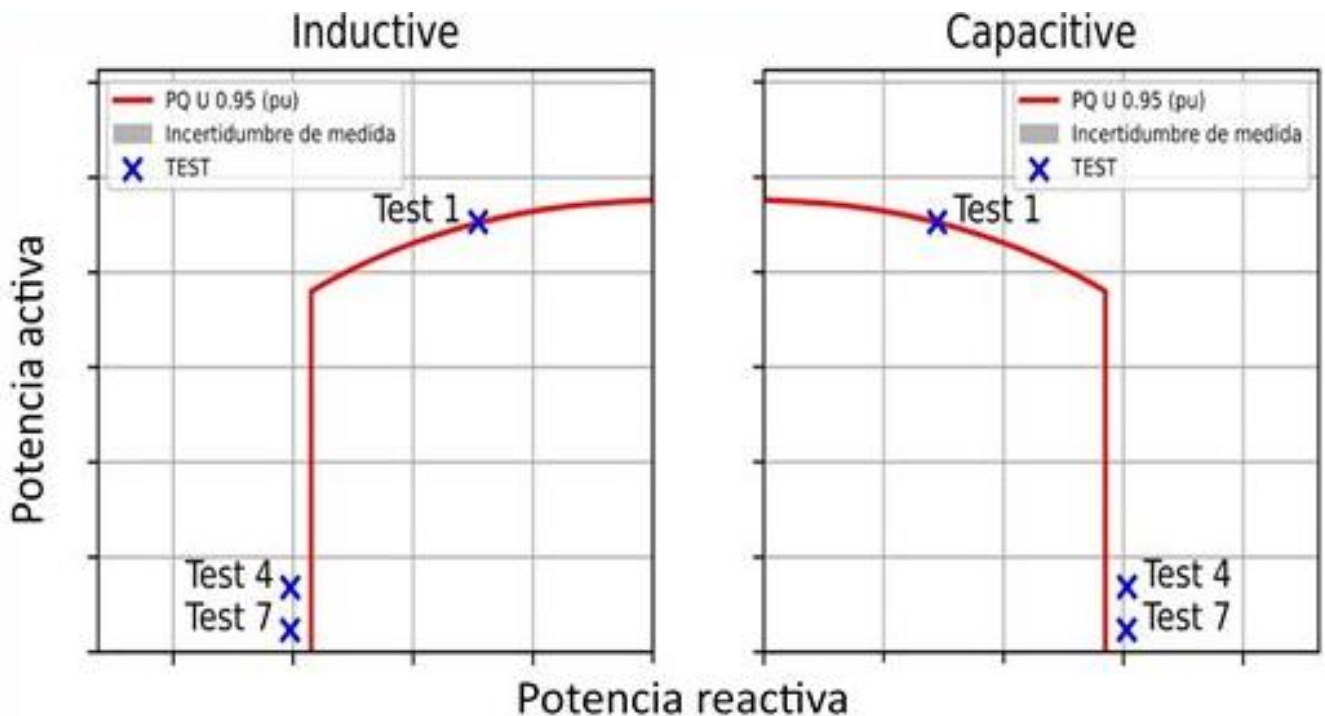 Inductive
PQ U 0.95 (pu)
Incertidumbre de medida
TEST
Test 1
Test 4
Test 7
Capacitive
PQ U 0.95 (pu)
Incertidumbre de medida
TEST
Test 1
Test 4
Test 7
Potencia activa
Potencia reactiva